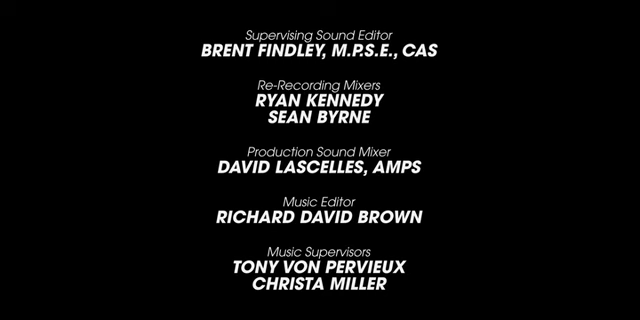 Supervising Sound Editor
BRENT FINDLEY, M.P.S.E., CAS
Re-Recording Mixers
RYAN KENNEDY
SEAN BYRNE
Production Sound Mixer
DAVID LASCELLES, AMPS
Music Editor
RICHARD DAVID BROWN
Music Supervisors
TONY VON PERVIEUX
CHRISTA MILLER